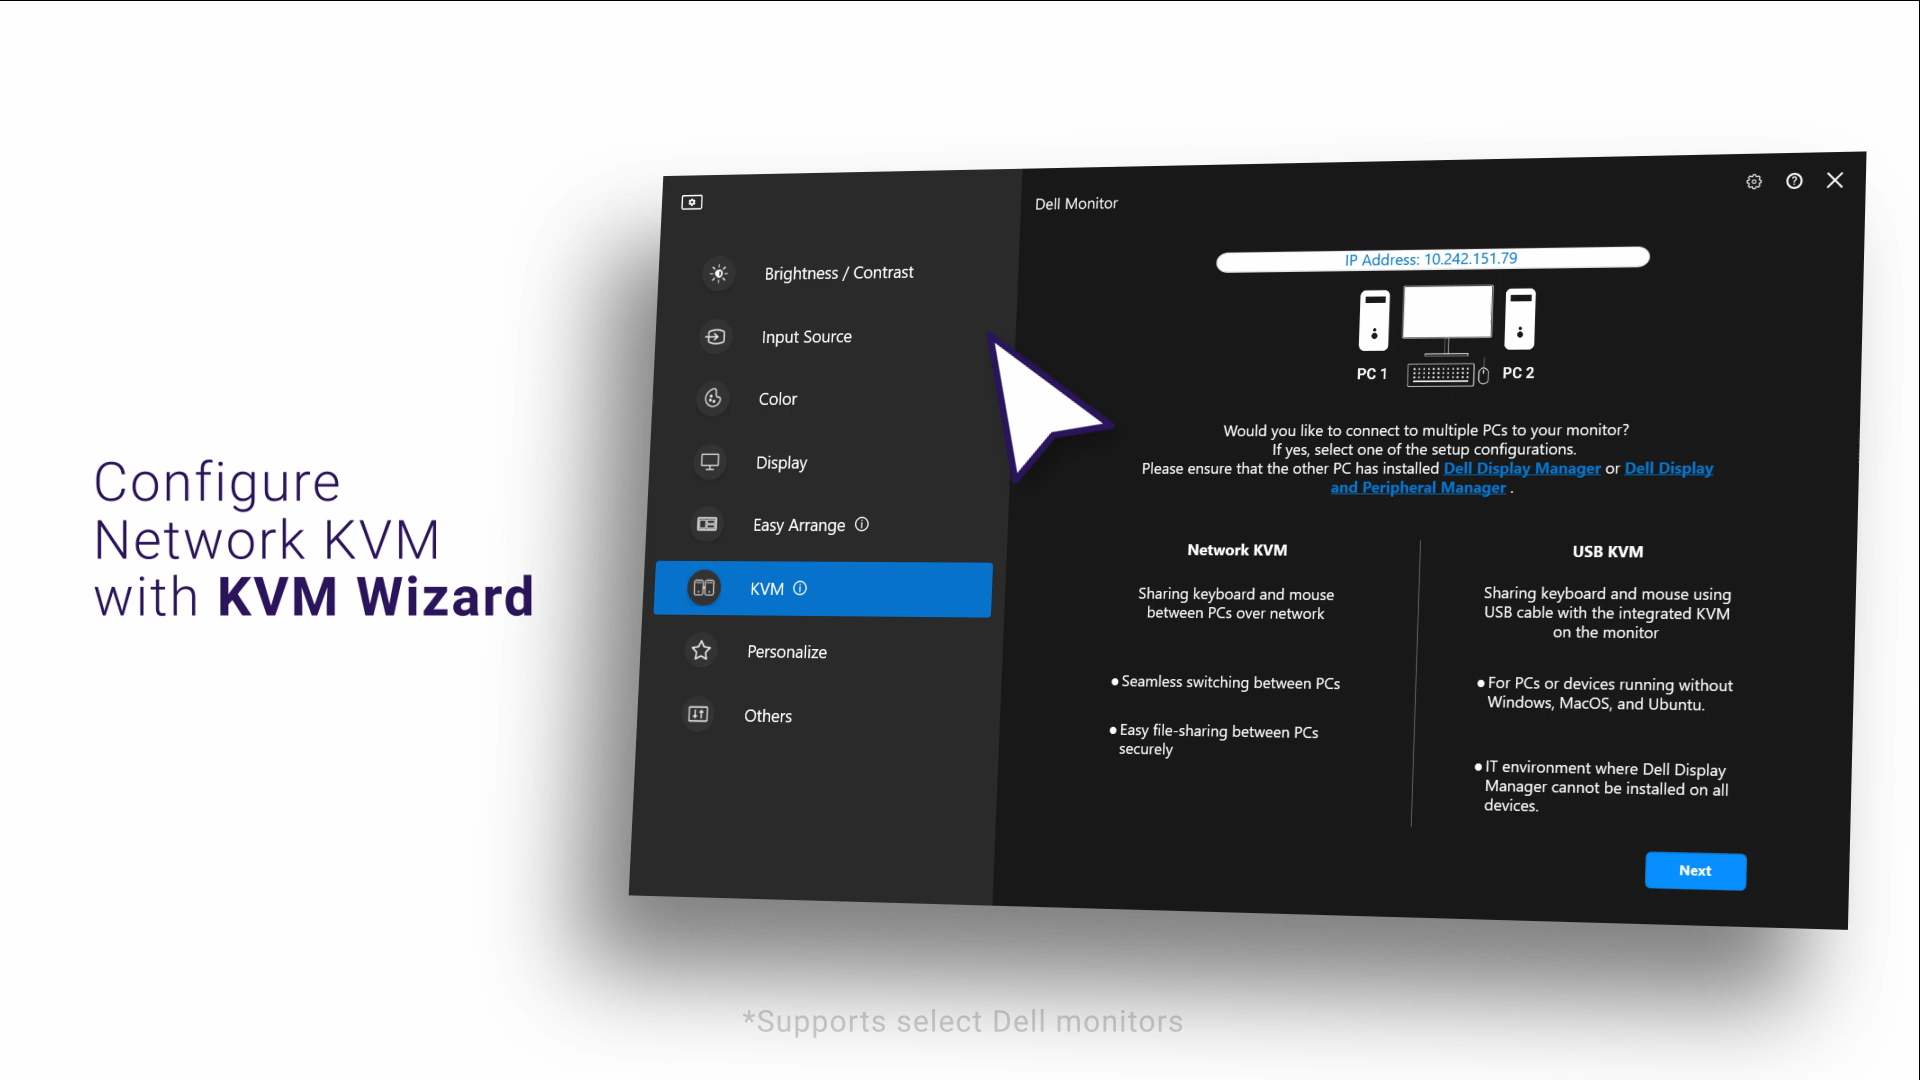 Configure
Network KVM
with KVM Wizard
Dell Monitor
Brightness / Contrast
Input Source
Color
Display
Easy Arrange
KVM
Personalize
Others
IP Address: 10.242.151.79
PC 1
PC 2
Would you like to connect to multiple PCs to your monitor?
If yes, select one of the setup configurations.
Please ensure that the other PC has installed Dell Display Manager or Dell Display
and Peripheral Manager .
Network KVM
Sharing keyboard and mouse
between PCs over network
● Seamless switching between PCs
● Easy file-sharing between PCs
securely
USB KVM
Sharing keyboard and mouse using
USB cable with the integrated KVM
on the monitor
● For PCs or devices running without
Windows, MacOS, and Ubuntu.
● IT environment where Dell Display
Manager cannot be installed on all
devices.
Next
*Supports select Dell monitors